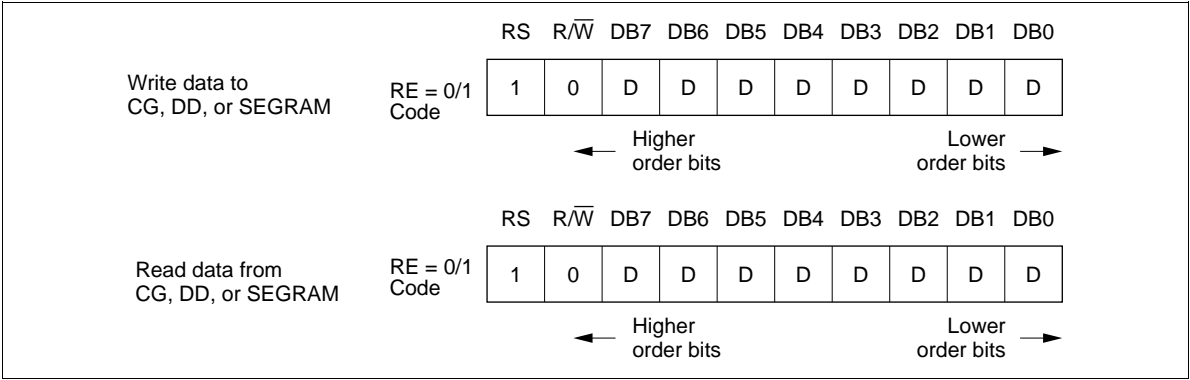 RS R/W̅ DB7 DB6 DB5 DB4 DB3 DB2 DB1 DB0
Write data to
CG, DD, or SEGRAM
RE = 0/1
Code
1 0 D D D D D D D D
Higher
order bits
Lower
order bits
RS R/W̅ DB7 DB6 DB5 DB4 DB3 DB2 DB1 DB0
Read data from
CG, DD, or SEGRAM
RE = 0/1
Code
1 0 D D D D D D D D
Higher
order bits
Lower
order bits